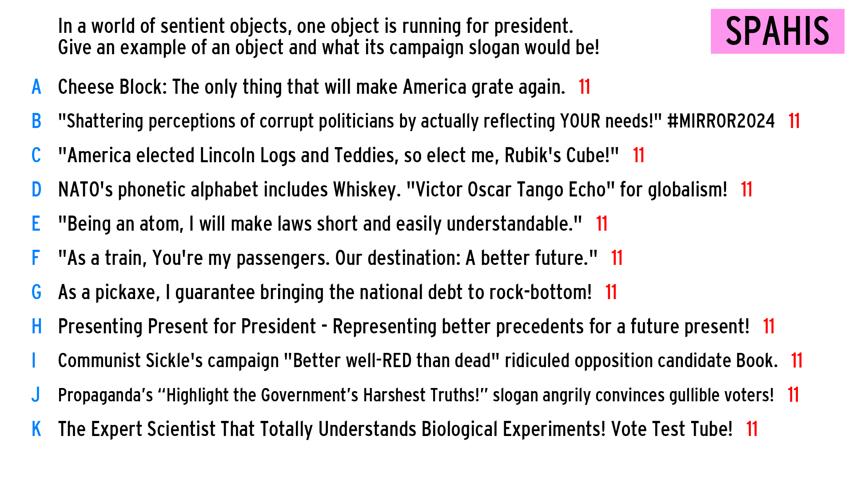 In a world of sentient objects, one object is running for president.
Give an example of an object and what its campaign slogan would be!
SPAHIS
A Cheese Block: The only thing that will make America grate again. 11
B "Shattering perceptions of corrupt politicians by actually reflecting YOUR needs!" #MIRROR2024 11
C "America elected Lincoln Logs and Teddies, so elect me, Rubik's Cube!" 11
D NATO's phonetic alphabet includes Whiskey. "Victor Oscar Tango Echo" for globalism! 11
E "Being an atom, I will make laws short and easily understandable." 11
F "As a train, You're my passengers. Our destination: A better future." 11
G As a pickaxe, I guarantee bringing the national debt to rock-bottom! 11
H Presenting Present for President - Representing better precedents for a future present! 11
I Communist Sickle's campaign "Better well-RED than dead" ridiculed opposition candidate Book. 11
J Propaganda’s “Highlight the Government’s Harshest Truths!” slogan angrily convinces gullible voters! 11
K The Expert Scientist That Totally Understands Biological Experiments! Vote Test Tube! 11